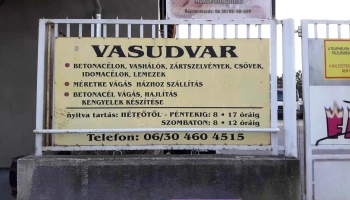 VASUDVAR
• BETONACÉLOK, VASHÁLÓK, ZÁRTSZELVÉNYEK, CSÖVEK,
IDOMACÉLOK, LEMEZEK
• MÉRETRE VÁGÁS HÁZHOZ SZÁLLÍTÁS
• BETONACÉL VÁGÁS, HAJLÍTÁS
KENGYELEK KÉSZÍTÉSE
nyitva tartás: HÉTFŐTŐL - PÉNTEKIG: 8 • 17 óráig
SZOMBATON: 8 • 12 óráig
Telefon: 06/30 460 4515